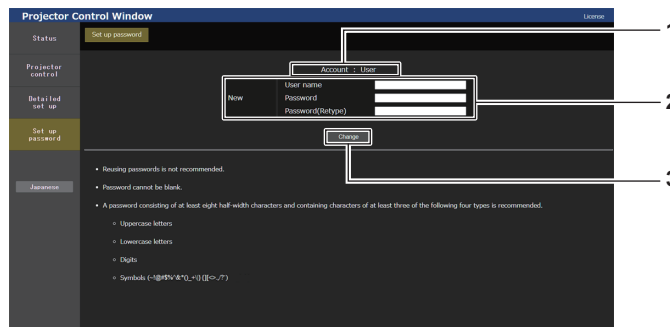 Projector Control Window
License
Status
Set up password
1
Projector
control
Account : User
User name
New
Password
2
Password(Retype)
Detailed
set up
Set up
password
Change
3
Japanese
• Reusing passwords is not recommended.
• Password cannot be blank.
• A password consisting of at least eight half-width characters and containing characters of at least three of the following four types is recommended.
Uppercase letters
Lowercase letters
Digits
Symbols